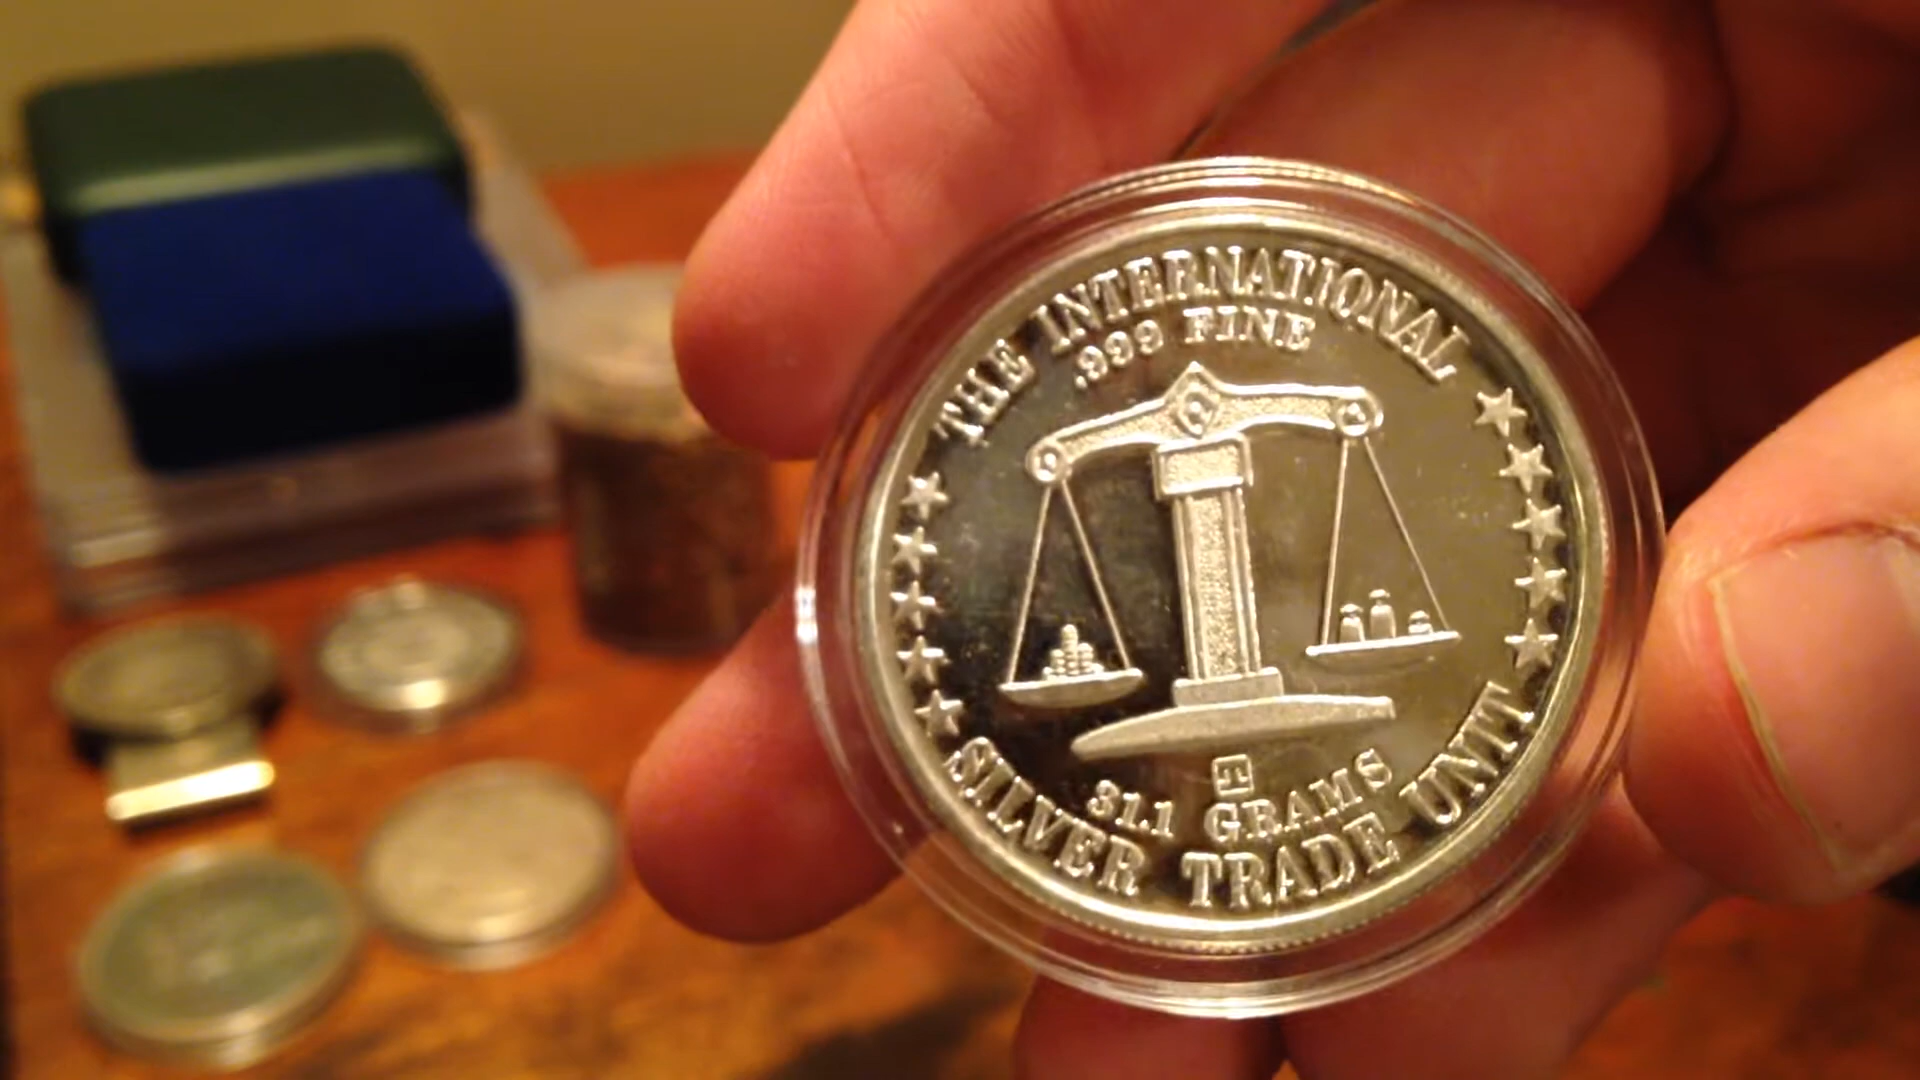 THE INTERNATIONAL
.999 FINE
T
31.1 GRAMS
SILVER TRADE UNIT